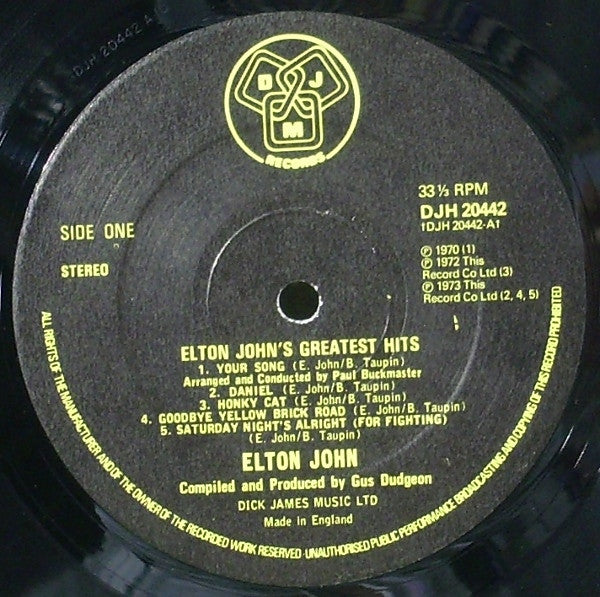 DJH 20442 A
D J
M
RECORDS
33⅓ RPM
DJH 20442
1DJH 20442-A1
SIDE ONE
STEREO
Ⓟ 1970 (1)
Ⓟ 1972 This
Record Co Ltd (3)
Ⓟ 1973 This
Record Co Ltd (2, 4, 5)
ELTON JOHN'S GREATEST HITS
1. YOUR SONG (E. John/B. Taupin)
Arranged and Conducted by Paul Buckmaster
2. DANIEL (E. John/B. Taupin)
3. HONKY CAT (E. John/B. Taupin)
4. GOODBYE YELLOW BRICK ROAD (E. John/B. Taupin)
5. SATURDAY NIGHT'S ALRIGHT (FOR FIGHTING)
(E. John/B. Taupin)
ELTON JOHN
Compiled and Produced by Gus Dudgeon
DICK JAMES MUSIC LTD
Made in England
ALL RIGHTS OF THE MANUFACTURER AND OF THE OWNER OF THE RECORDED WORK RESERVED · UNAUTHORISED PUBLIC PERFORMANCE BROADCASTING AND COPYING OF THIS RECORD PROHIBITED